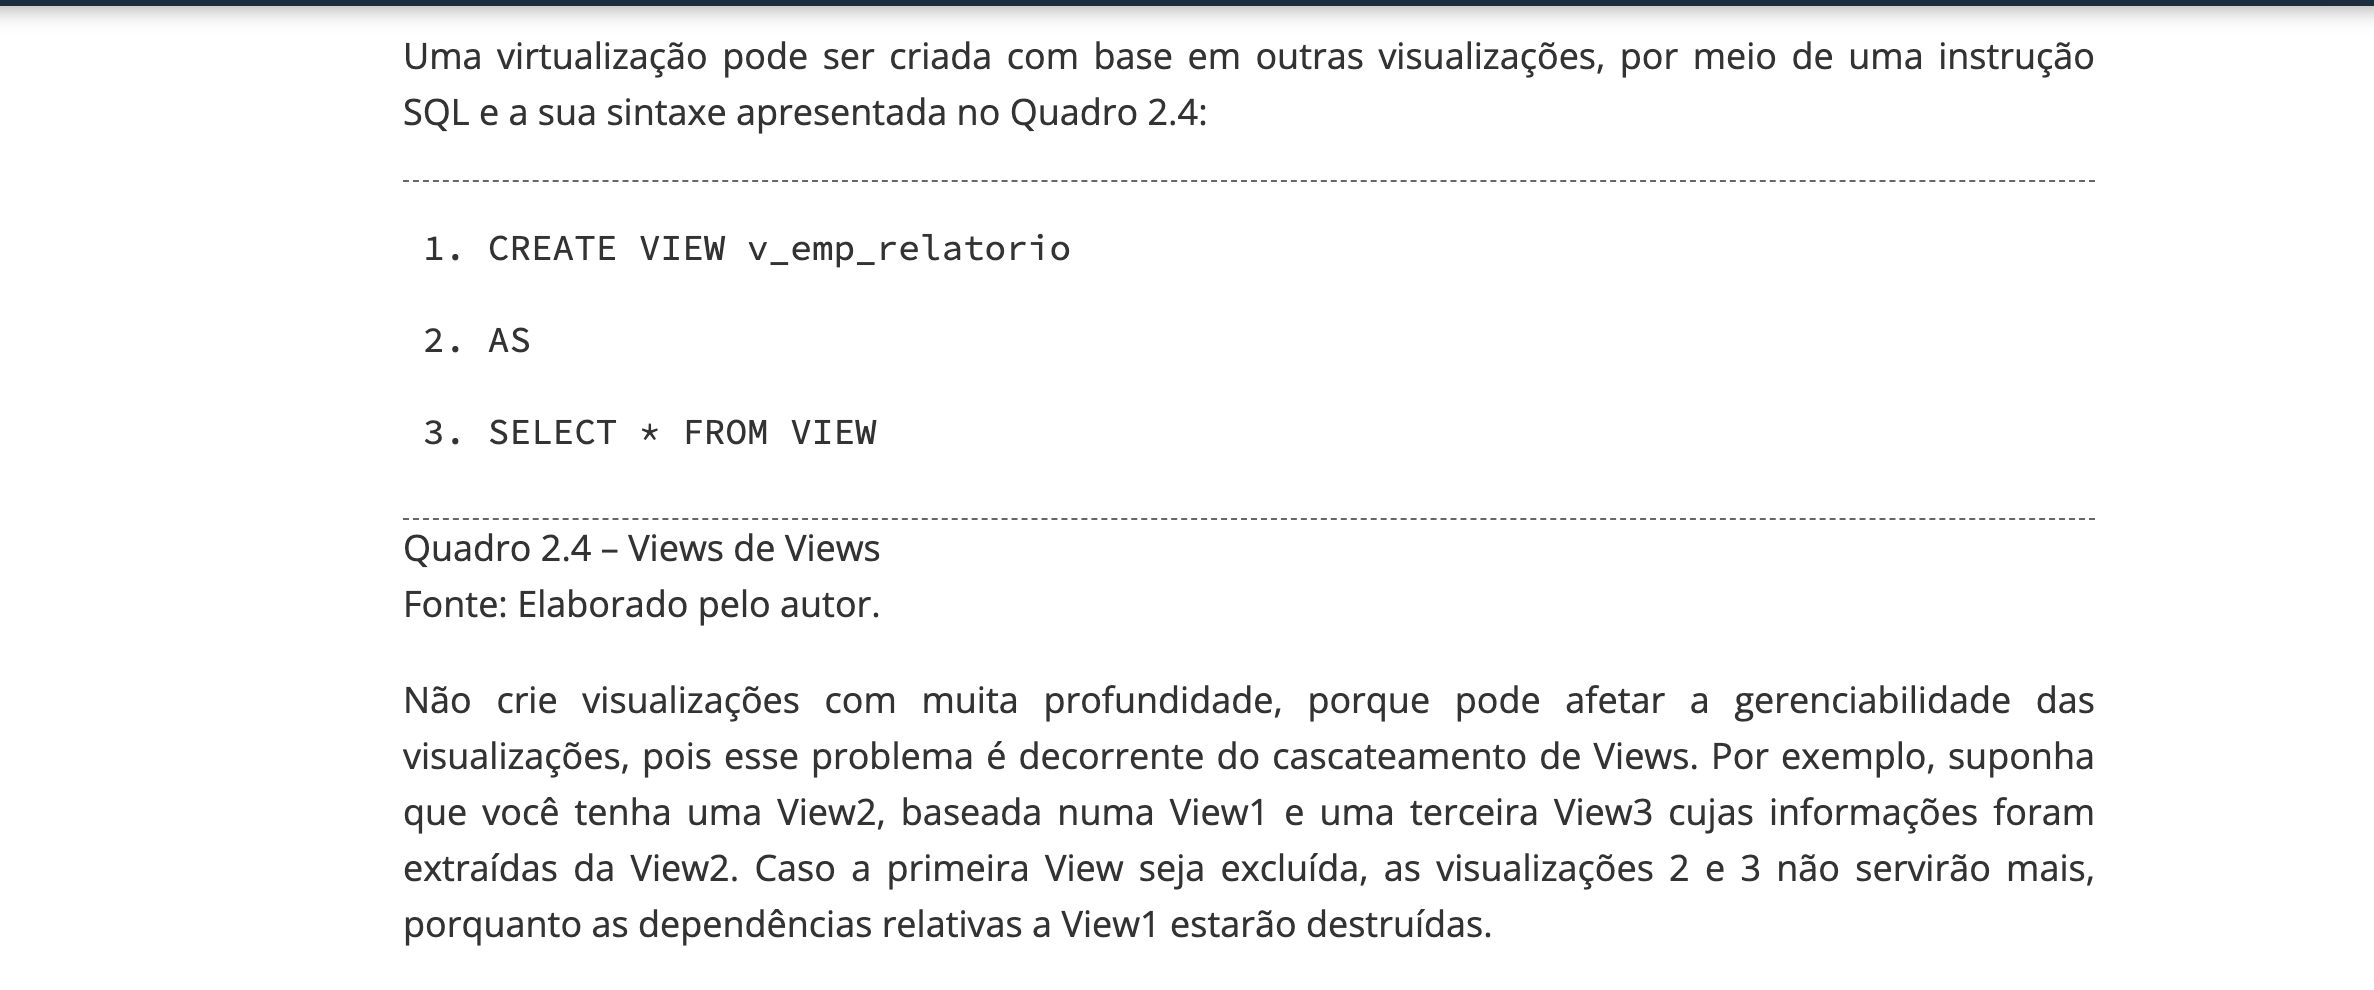 Uma virtualização pode ser criada com base em outras visualizações, por meio de uma instrução
SQL e a sua sintaxe apresentada no Quadro 2.4:
1. CREATE VIEW v_emp_relatorio
2. AS
3. SELECT * FROM VIEW
Quadro 2.4 – Views de Views
Fonte: Elaborado pelo autor.
Não crie visualizações com muita profundidade, porque pode afetar a gerenciabilidade das
visualizações, pois esse problema é decorrente do cascateamento de Views. Por exemplo, suponha
que você tenha uma View2, baseada numa View1 e uma terceira View3 cujas informações foram
extraídas da View2. Caso a primeira View seja excluída, as visualizações 2 e 3 não servirão mais,
porquanto as dependências relativas a View1 estarão destruídas.